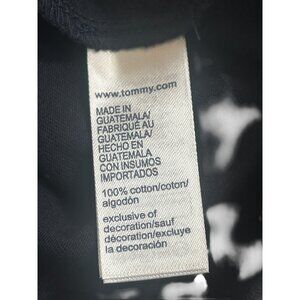 www.tommy.com
MADE IN
GUATEMALA/
FABRIQUÉ AU
GUATEMALA/
HECHO EN
GUATEMALA
CON INSUMOS
IMPORTADOS
100% cotton/coton/
algodón
exclusive of
decoration/sauf
décoration/excluye
la decoración